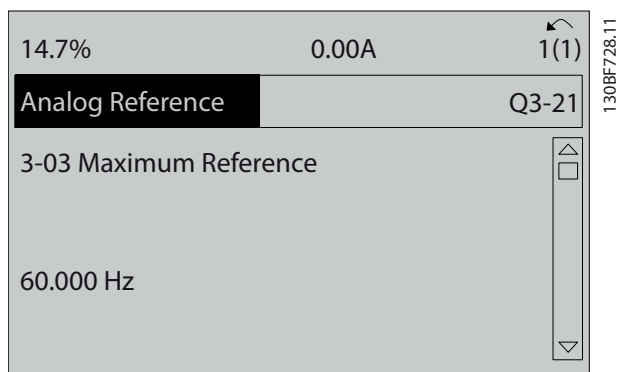 14.7% 0.00A 1(1)
Analog Reference Q3-21
3-03 Maximum Reference
60.000 Hz
130BF728.11